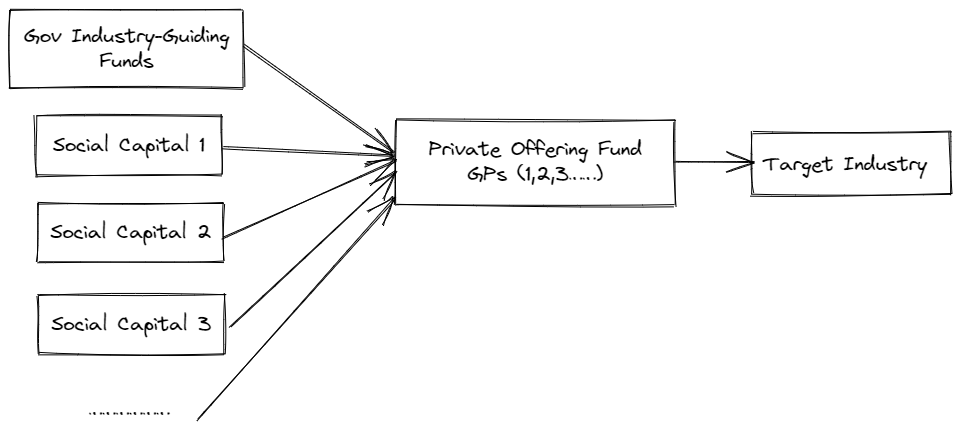 Gov Industry-Guiding
Funds
Social Capital 1
Social Capital 2
Social Capital 3
..............
Private Offering Fund
GPs (1,2,3......)
Target Industry